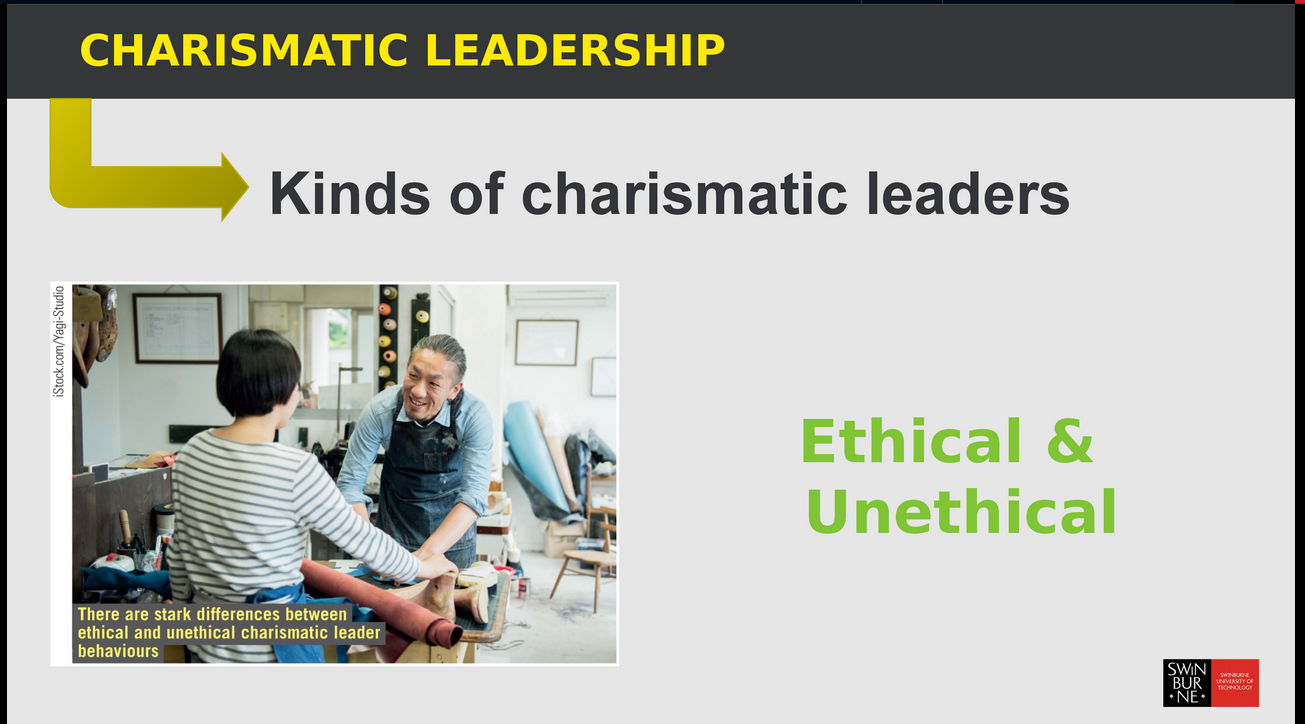 CHARISMATIC LEADERSHIP
Kinds of charismatic leaders
iStock.com/Yagi-Studio
Ethical &
Unethical
There are stark differences between
ethical and unethical charismatic leader
behaviours
SWIN
BUR
* NE *
SWINBURNE
UNIVERSITY OF
TECHNOLOGY